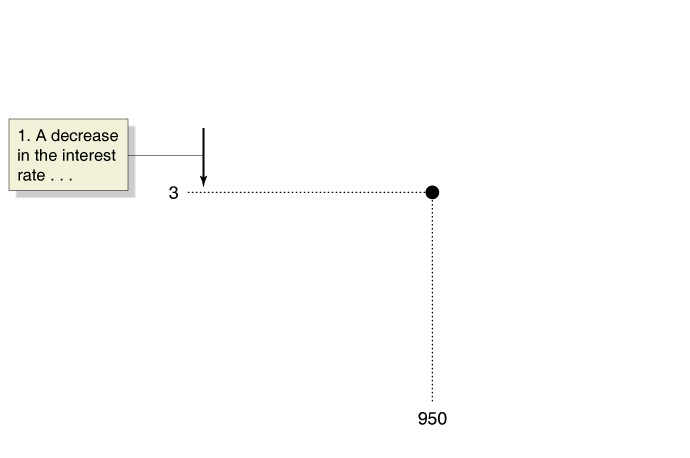 1. A decrease
in the interest
rate . . .
3
950